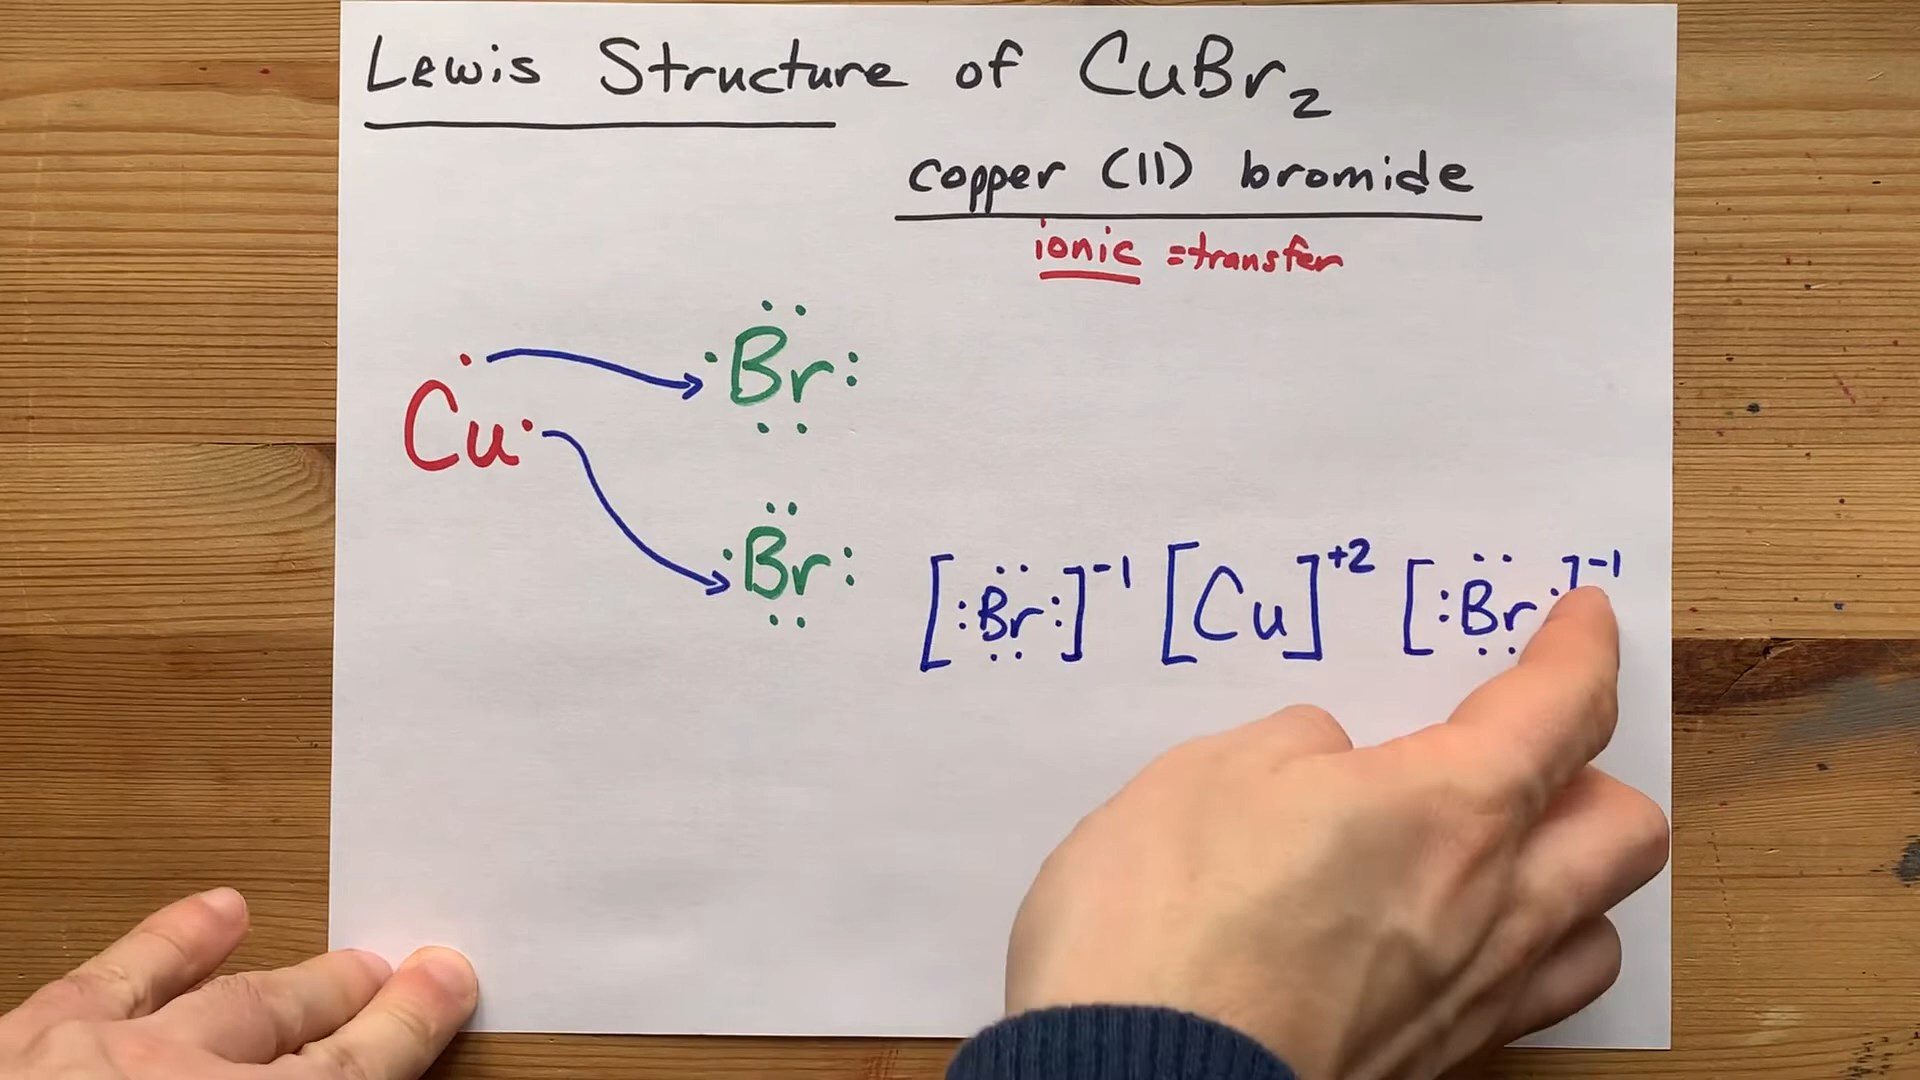 Lewis Structure of CuBr2
copper (II) bromide
ionic =transfer
Cu
Br
Br
[:Br:]-1 [Cu]+2 [:Br:]-1